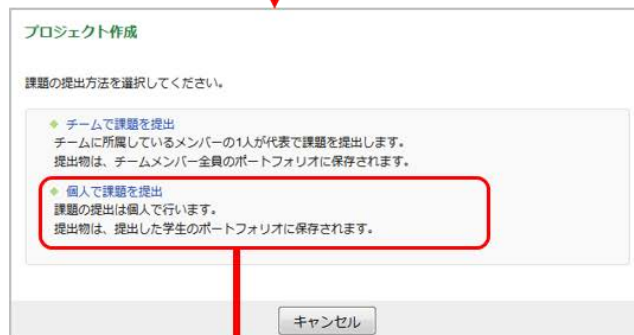 プロジェクト作成
課題の提出方法を選択してください。
チームで課題を提出
チームに所属しているメンバーの1人が代表で課題を提出します。
提出物は、チームメンバー全員のポートフォリオに保存されます。
個人で課題を提出
課題の提出は個人で行います。
提出物は、提出した学生のポートフォリオに保存されます。
キャンセル